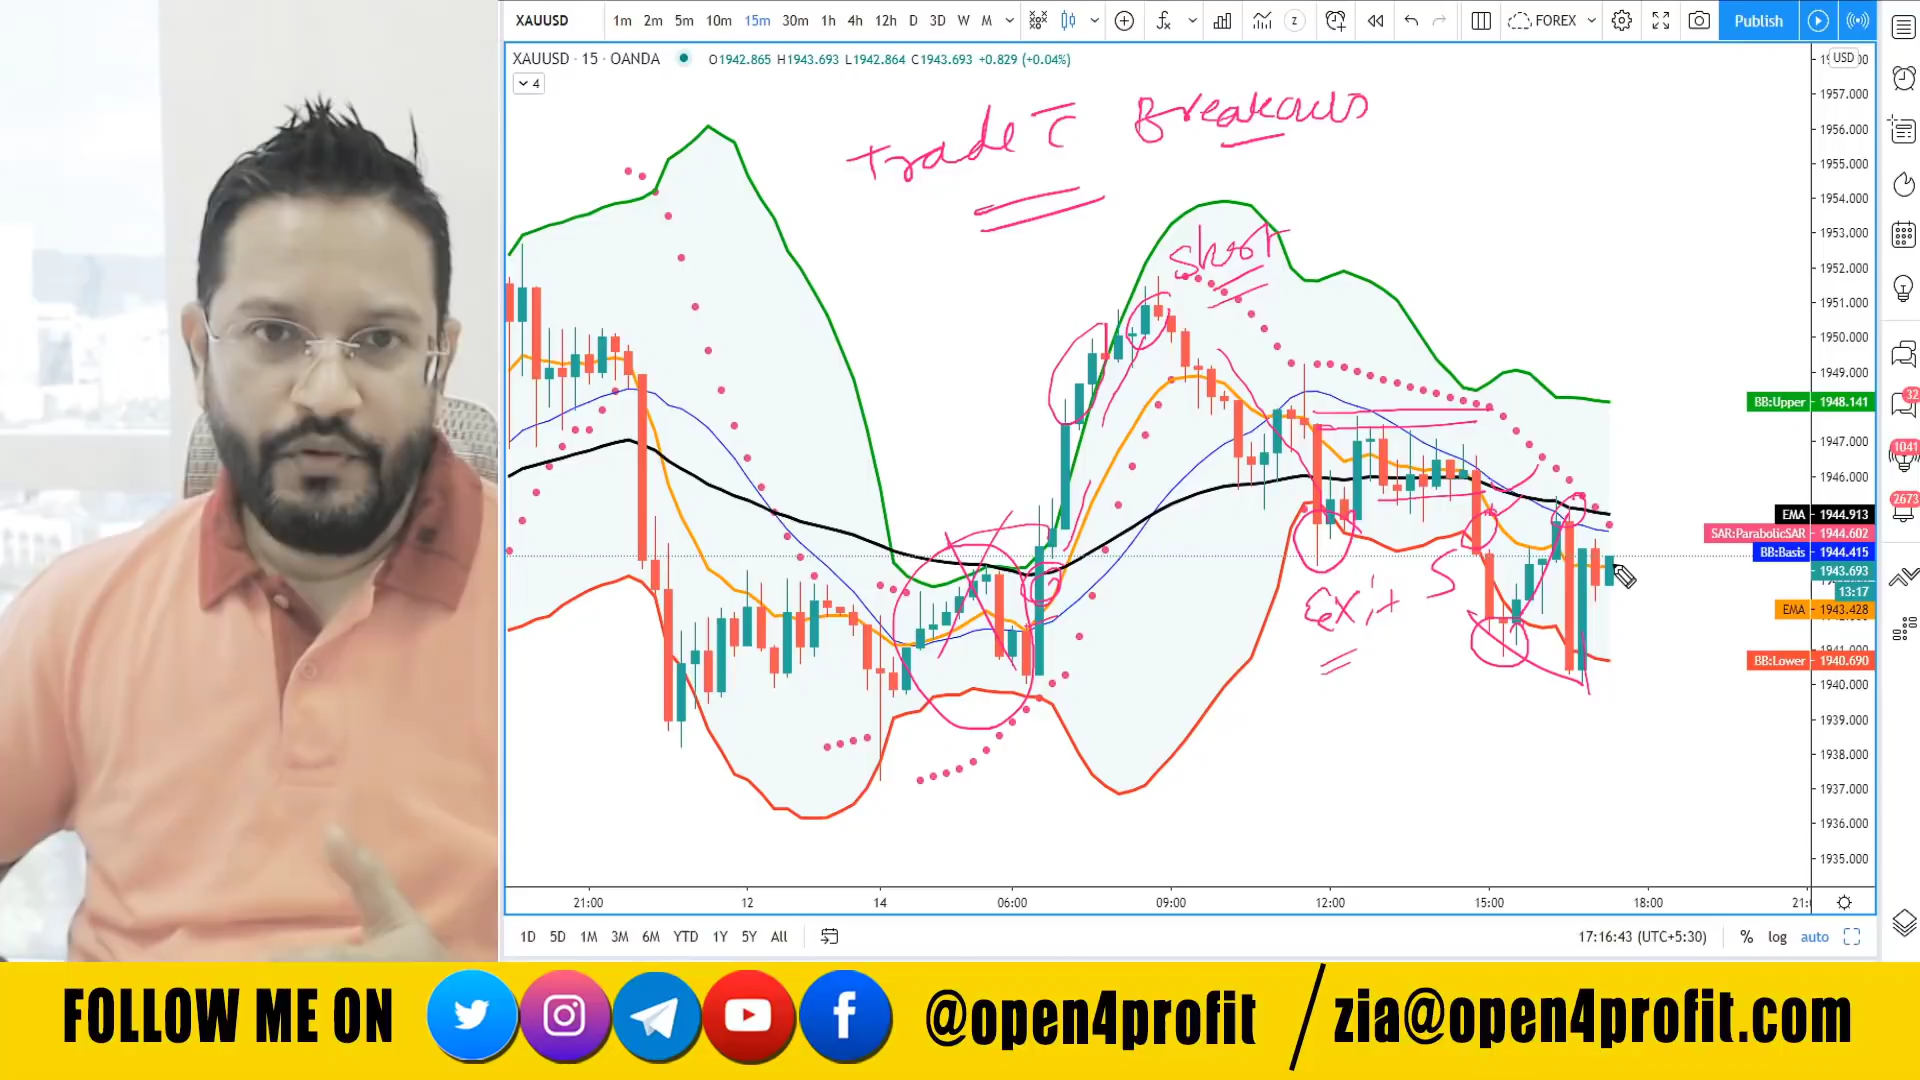 XAUUSD 1m 2m 5m 10m 15m 30m 1h 4h 12h D 3D W M FOREX Publish
XAUUSD · 15 · OANDA O1942.865 H1943.693 L1942.864 C1943.693 +0.829 (+0.04%)
4
USD
1957.000
1956.000
1955.000
1954.000
1953.000
1952.000
1951.000
1950.000
1949.000
BB:Upper 1948.141
1947.000
1946.000
EMA 1944.913
SAR:ParabolicSAR 1944.602
BB:Basis 1944.415
1943.693
13:17
EMA 1943.428
1941.000
BB:Lower 1940.690
1940.000
1939.000
1938.000
1937.000
1936.000
1935.000
Trade Breakouts
Short
Exit S
32
1041
2673
21:00 12 14 06:00 09:00 12:00 15:00 18:00
1D 5D 1M 3M 6M YTD 1Y 5Y All 17:16:43 (UTC+5:30) % log auto
FOLLOW ME ON @open4profit / zia@open4profit.com